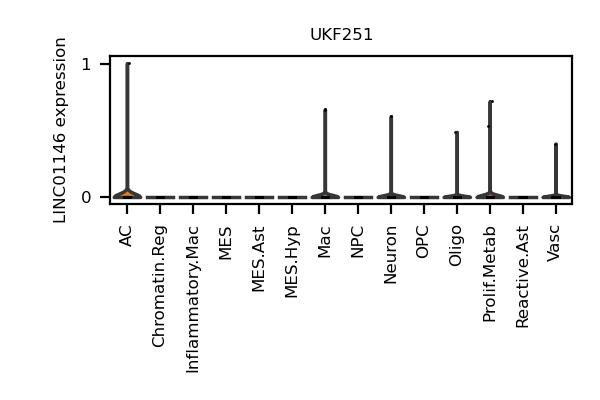 UKF251
LINC01146 expression
1
0
AC
Chromatin.Reg
Inflammatory.Mac
MES
MES.Ast
MES.Hyp
Mac
NPC
Neuron
OPC
Oligo
Prolif.Metab
Reactive.Ast
Vasc